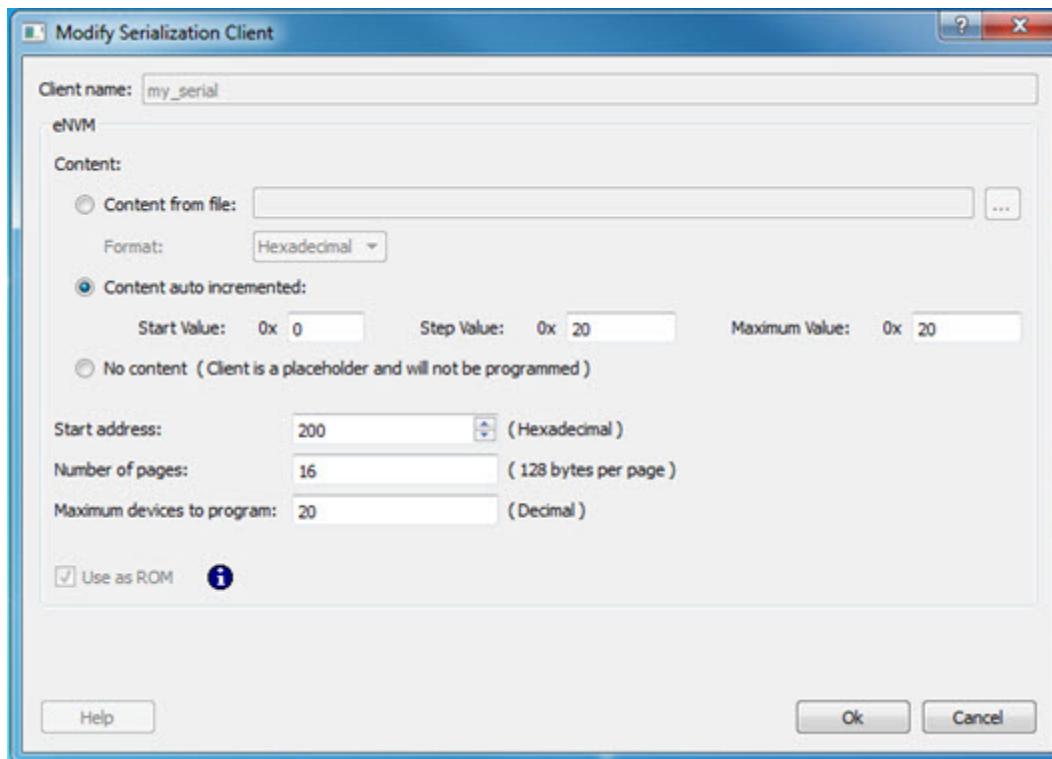 Modify Serialization Client
Client name: my_serial
eNVM
Content:
Content from file: ...
Format: Hexadecimal
Content auto incremented:
Start Value: 0x 0 Step Value: 0x 20 Maximum Value: 0x 20
No content ( Client is a placeholder and will not be programmed )
Start address: 200 ( Hexadecimal )
Number of pages: 16 ( 128 bytes per page )
Maximum devices to program: 20 ( Decimal )
Use as ROM
Help Ok Cancel